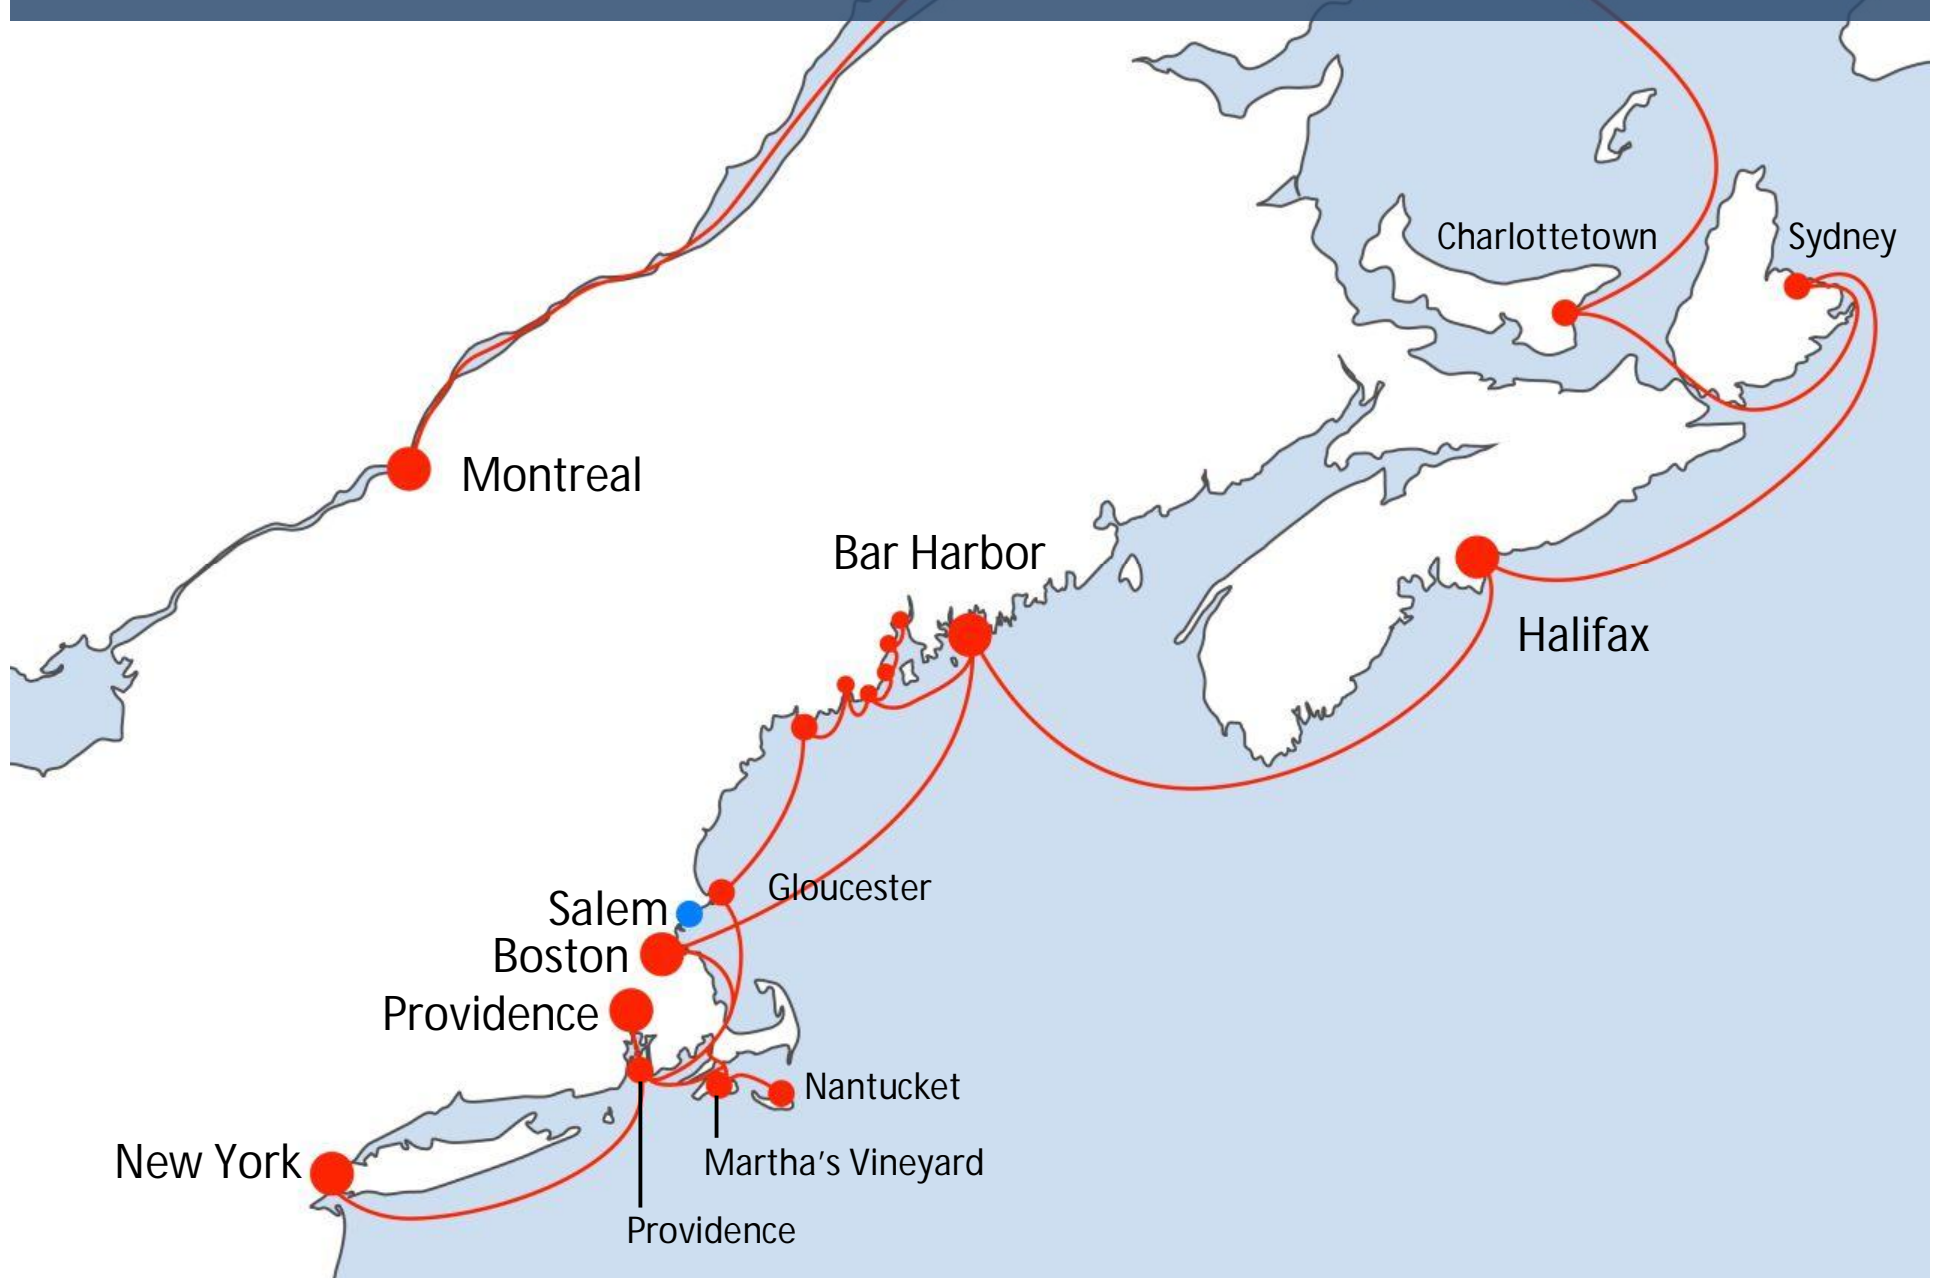 Charlottetown
Sydney
Montreal
Bar Harbor
Halifax
Gloucester
Salem
Boston
Providence
Nantucket
New York
Martha's Vineyard
Providence